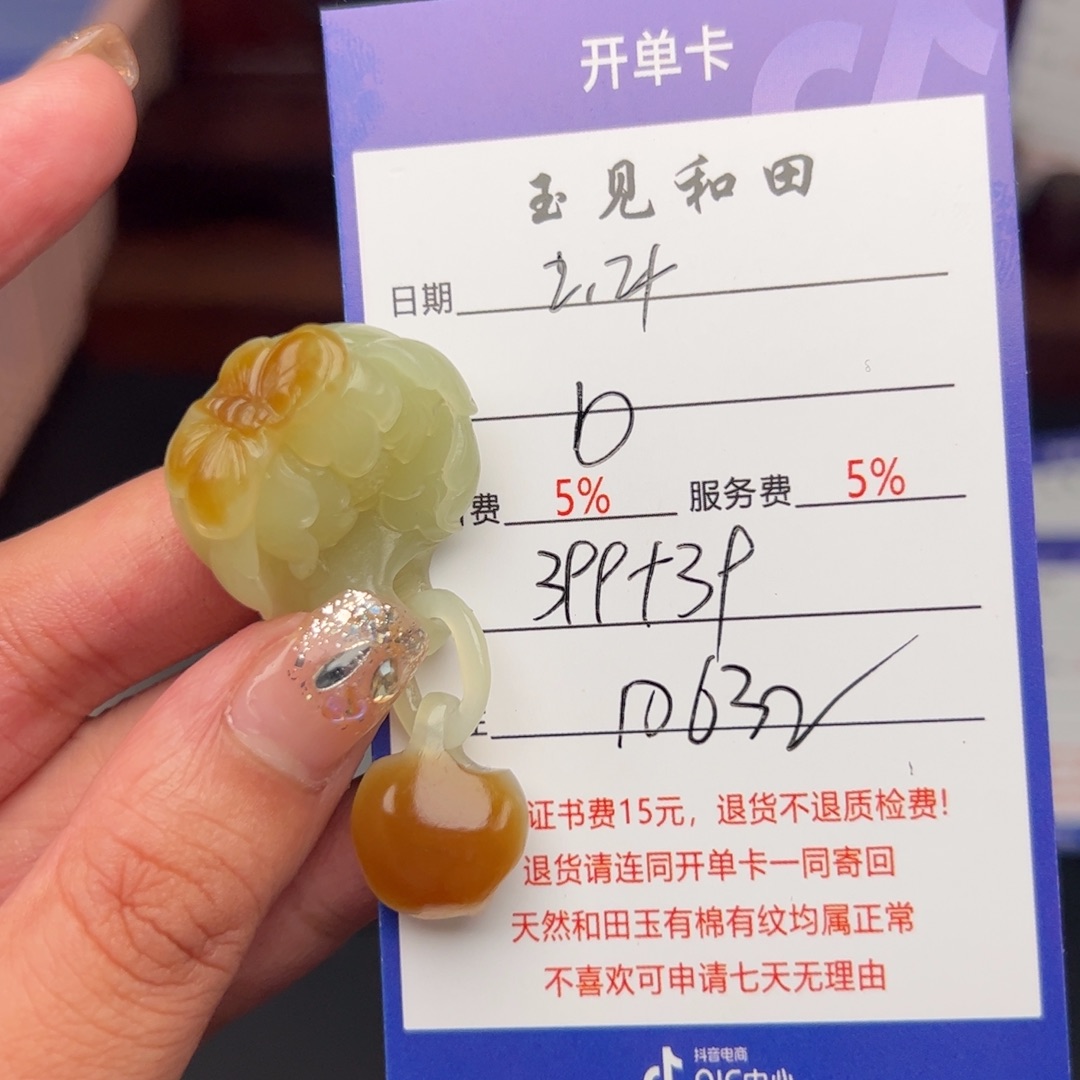 开单卡
玉见和田
日期 2.24
b
费 5% 服务费 5%
399+39
证书费15元，退货不退质检费！
退货请连同开单卡一同寄回
天然和田玉有棉有纹均属正常
不喜欢可申请七天无理由
抖音电商